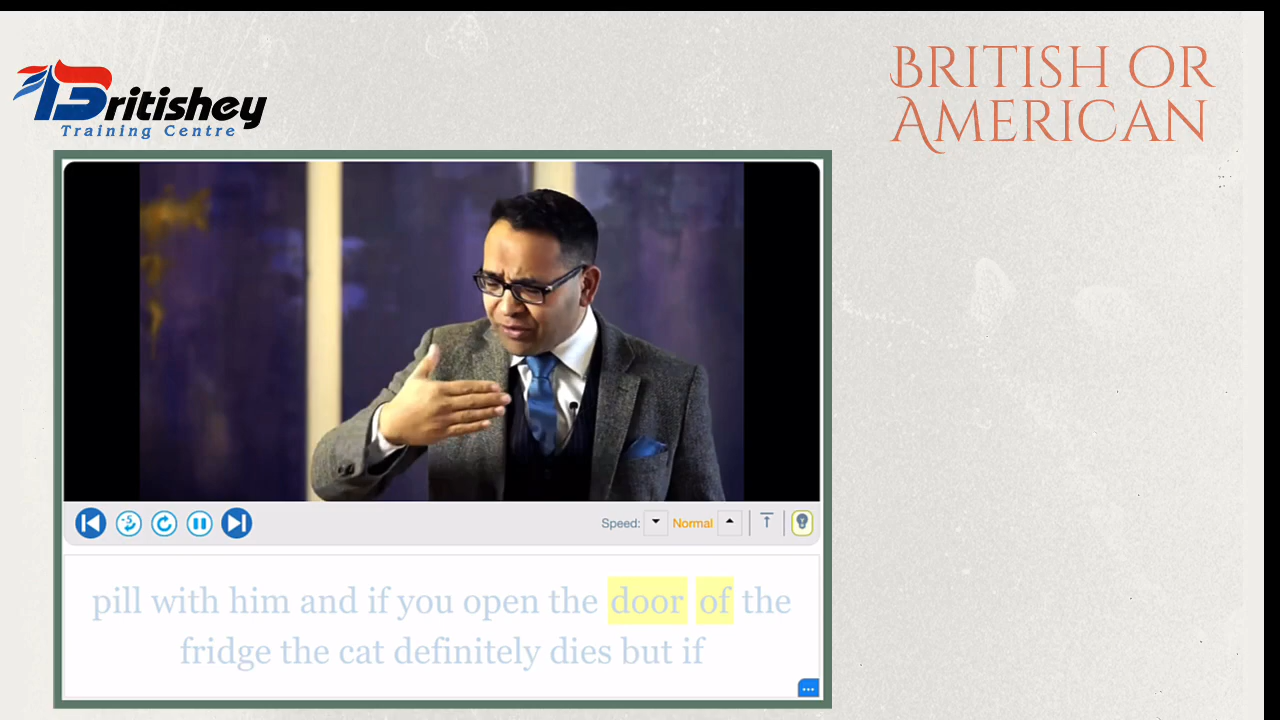 Britishey
Training Centre
BRITISH OR
AMERICAN
5
Speed:
Normal
pill with him and if you open the door of the
fridge the cat definitely dies but if